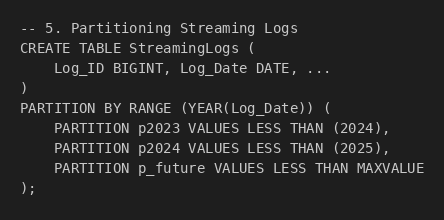 -- 5. Partitioning Streaming Logs
CREATE TABLE StreamingLogs (
    Log_ID BIGINT, Log_Date DATE, ...
)
PARTITION BY RANGE (YEAR(Log_Date)) (
    PARTITION p2023 VALUES LESS THAN (2024),
    PARTITION p2024 VALUES LESS THAN (2025),
    PARTITION p_future VALUES LESS THAN MAXVALUE
);